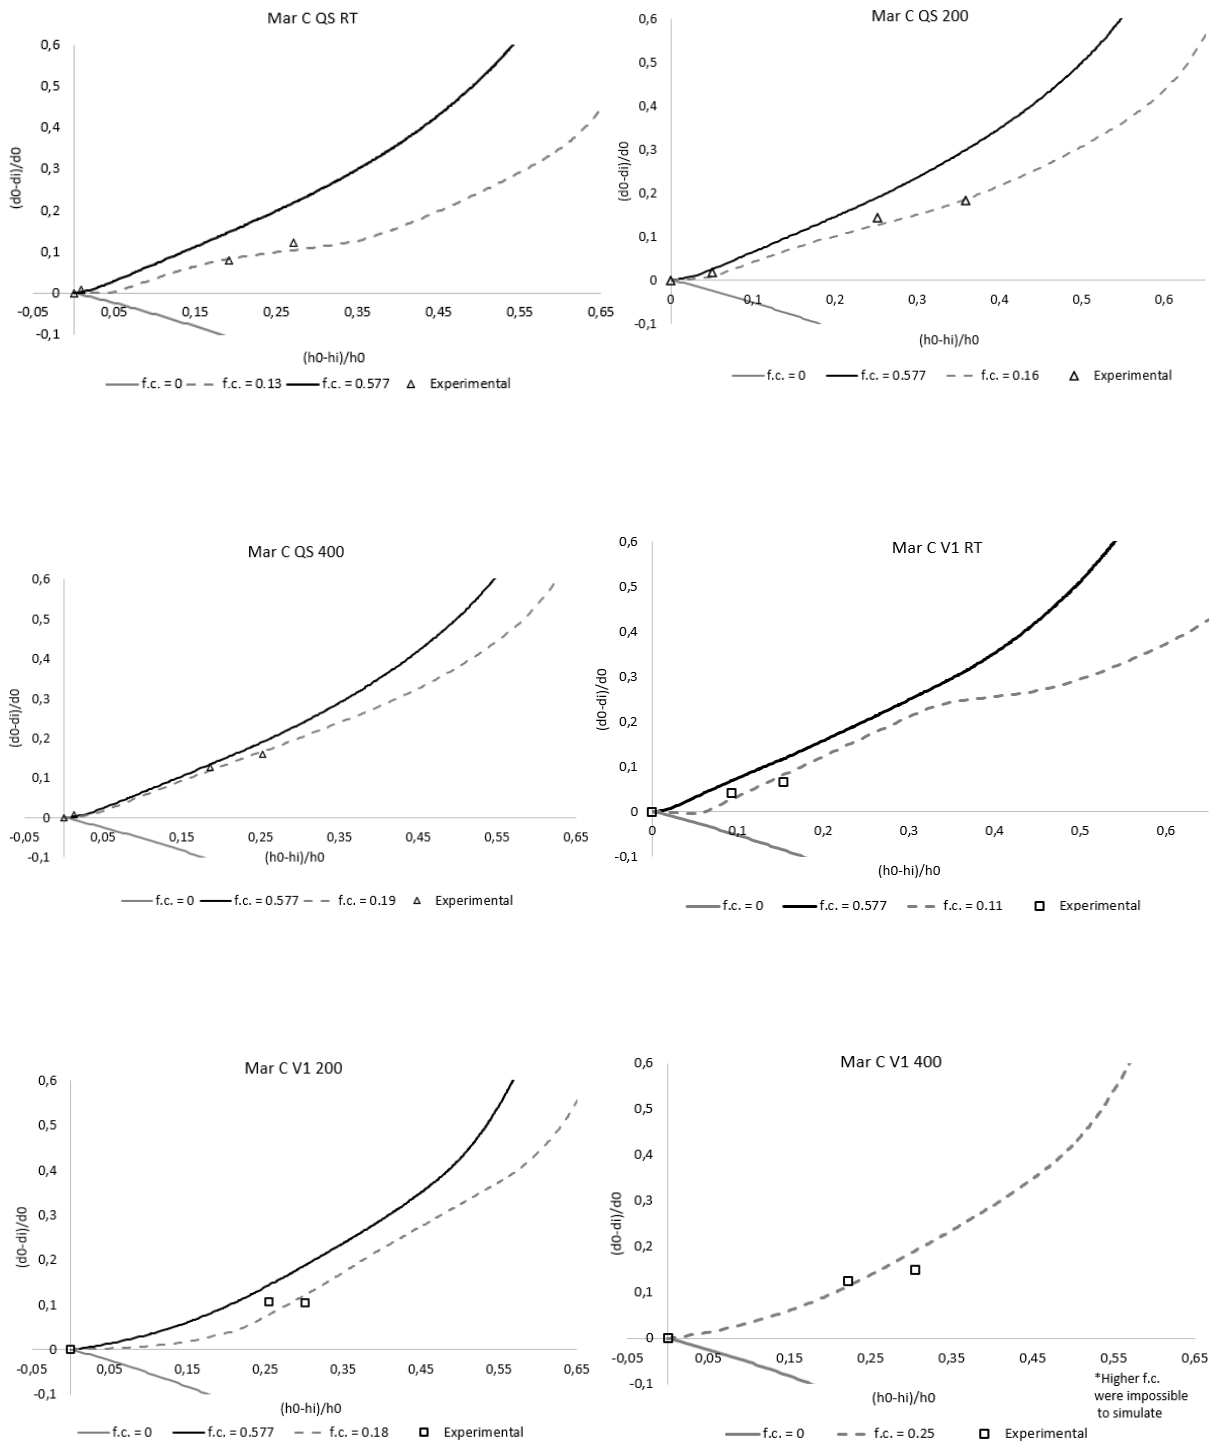 Mar C QS RT
0,6
0,5
0,4
0,3
0,2
0,1
0
-0,1
(d0-di)/d0
-0,05 0,05 0,15 0,25 0,35 0,45 0,55 0,65
(h0-hi)/h0
f.c. = 0 f.c. = 0.13 f.c. = 0.577 Experimental
Mar C QS 200
0,6
0,5
0,4
0,3
0,2
0,1
0
-0,1
(d0-di)/d0
0 0,1 0,2 0,3 0,4 0,5 0,6
(h0-hi)/h0
f.c. = 0 f.c. = 0.577 f.c. = 0.16 Experimental
Mar C QS 400
0,6
0,5
0,4
0,3
0,2
0,1
0
-0,1
(d0-di)/d0
-0,05 0,05 0,15 0,25 0,35 0,45 0,55 0,65
(h0-hi)/h0
f.c. = 0 f.c. = 0.577 f.c. = 0.19 Experimental
Mar C V1 RT
0,6
0,5
0,4
0,3
0,2
0,1
0
-0,1
(d0-di)/d0
0 0,1 0,2 0,3 0,4 0,5 0,6
(h0-hi)/h0
f.c. = 0 f.c. = 0.577 f.c. = 0.11 Experimental
Mar C V1 200
0,6
0,5
0,4
0,3
0,2
0,1
0
-0,1
(d0-di)/d0
-0,05 0,05 0,15 0,25 0,35 0,45 0,55 0,65
(h0-hi)/h0
f.c. = 0 f.c. = 0.577 f.c. = 0.18 Experimental
Mar C V1 400
0,6
0,5
0,4
0,3
0,2
0,1
0
-0,1
(d0-di)/d0
-0,05 0,05 0,15 0,25 0,35 0,45 0,55 0,65
(h0-hi)/h0
*Higher f.c.
were impossible
to simulate
f.c. = 0 f.c. = 0.25 Experimental